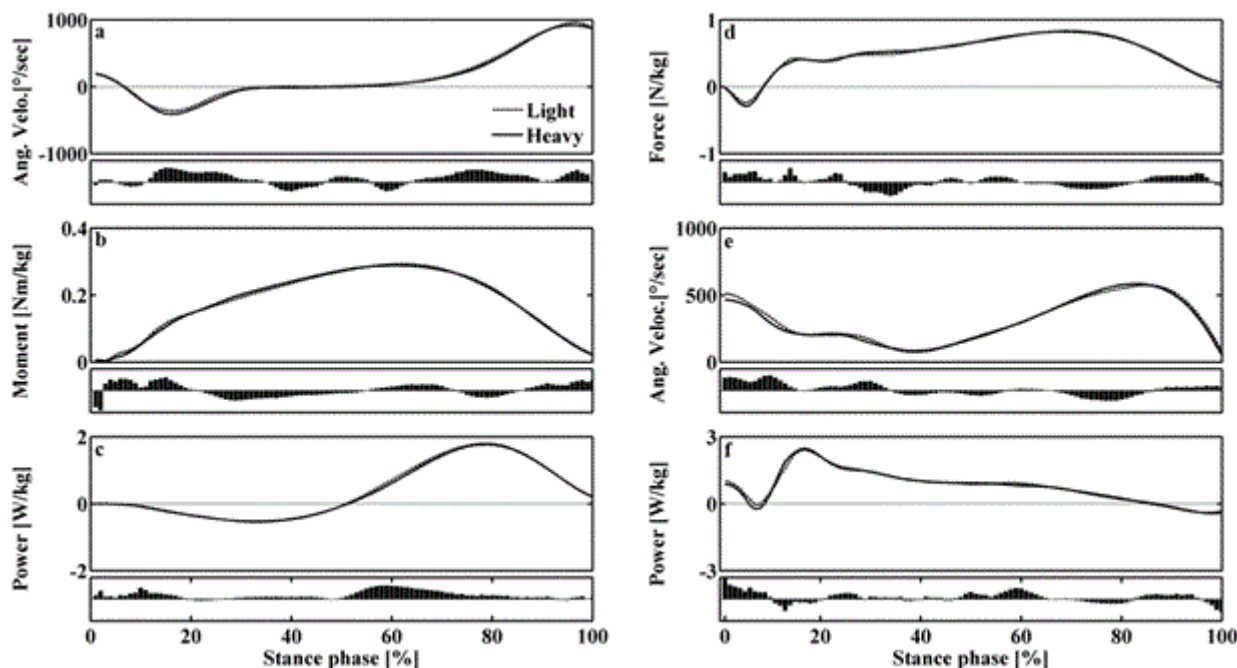 Ang. Velo.[°/sec]
1000
0
-1000
a
Light
Heavy
Moment [Nm/kg]
0.4
0.2
0
b
Power [W/kg]
2
0
-2
c
0 20 40 60 80 100
Stance phase [%]
Force [N/kg]
1
0
-1
d
Ang. Veloc.[°/sec]
1000
500
0
e
Power [W/kg]
3
0
-3
f
0 20 40 60 80 100
Stance phase [%]